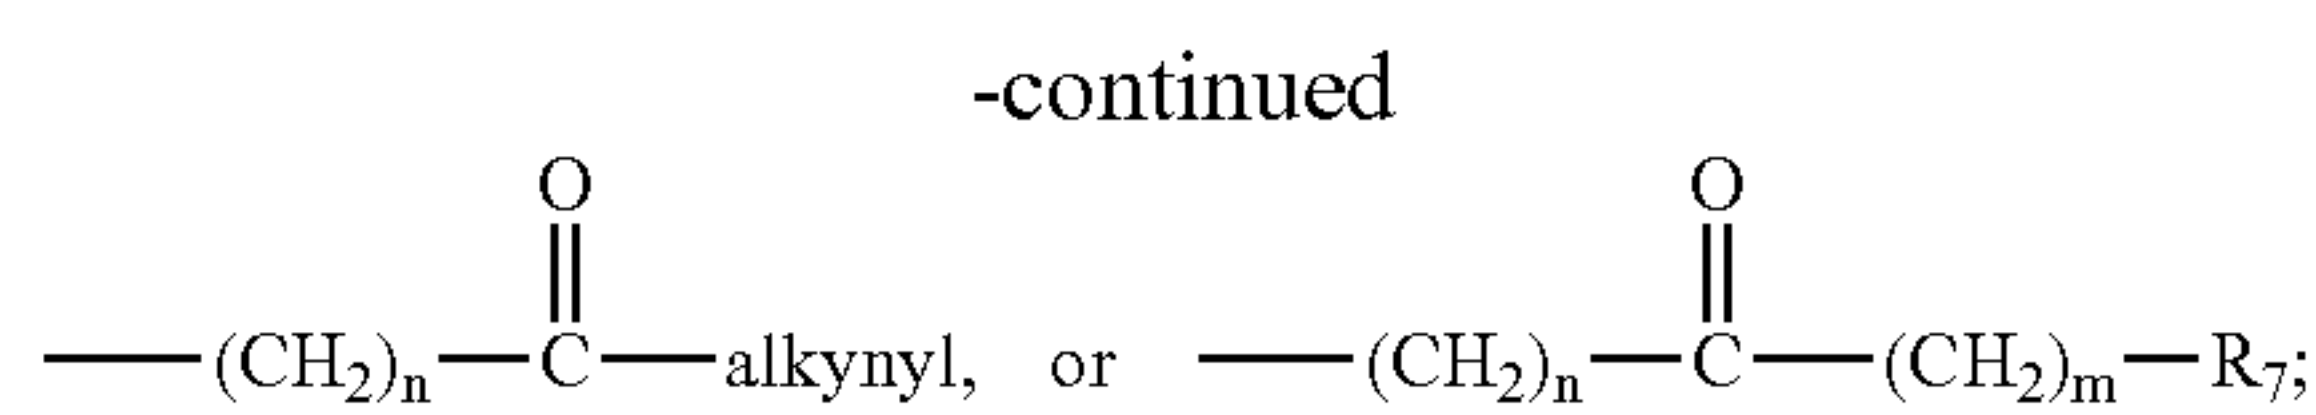 -continued
O O
—(CH₂)ₙ—C—alkynyl, or —(CH₂)ₙ—C—(CH₂)ₘ—R₇;